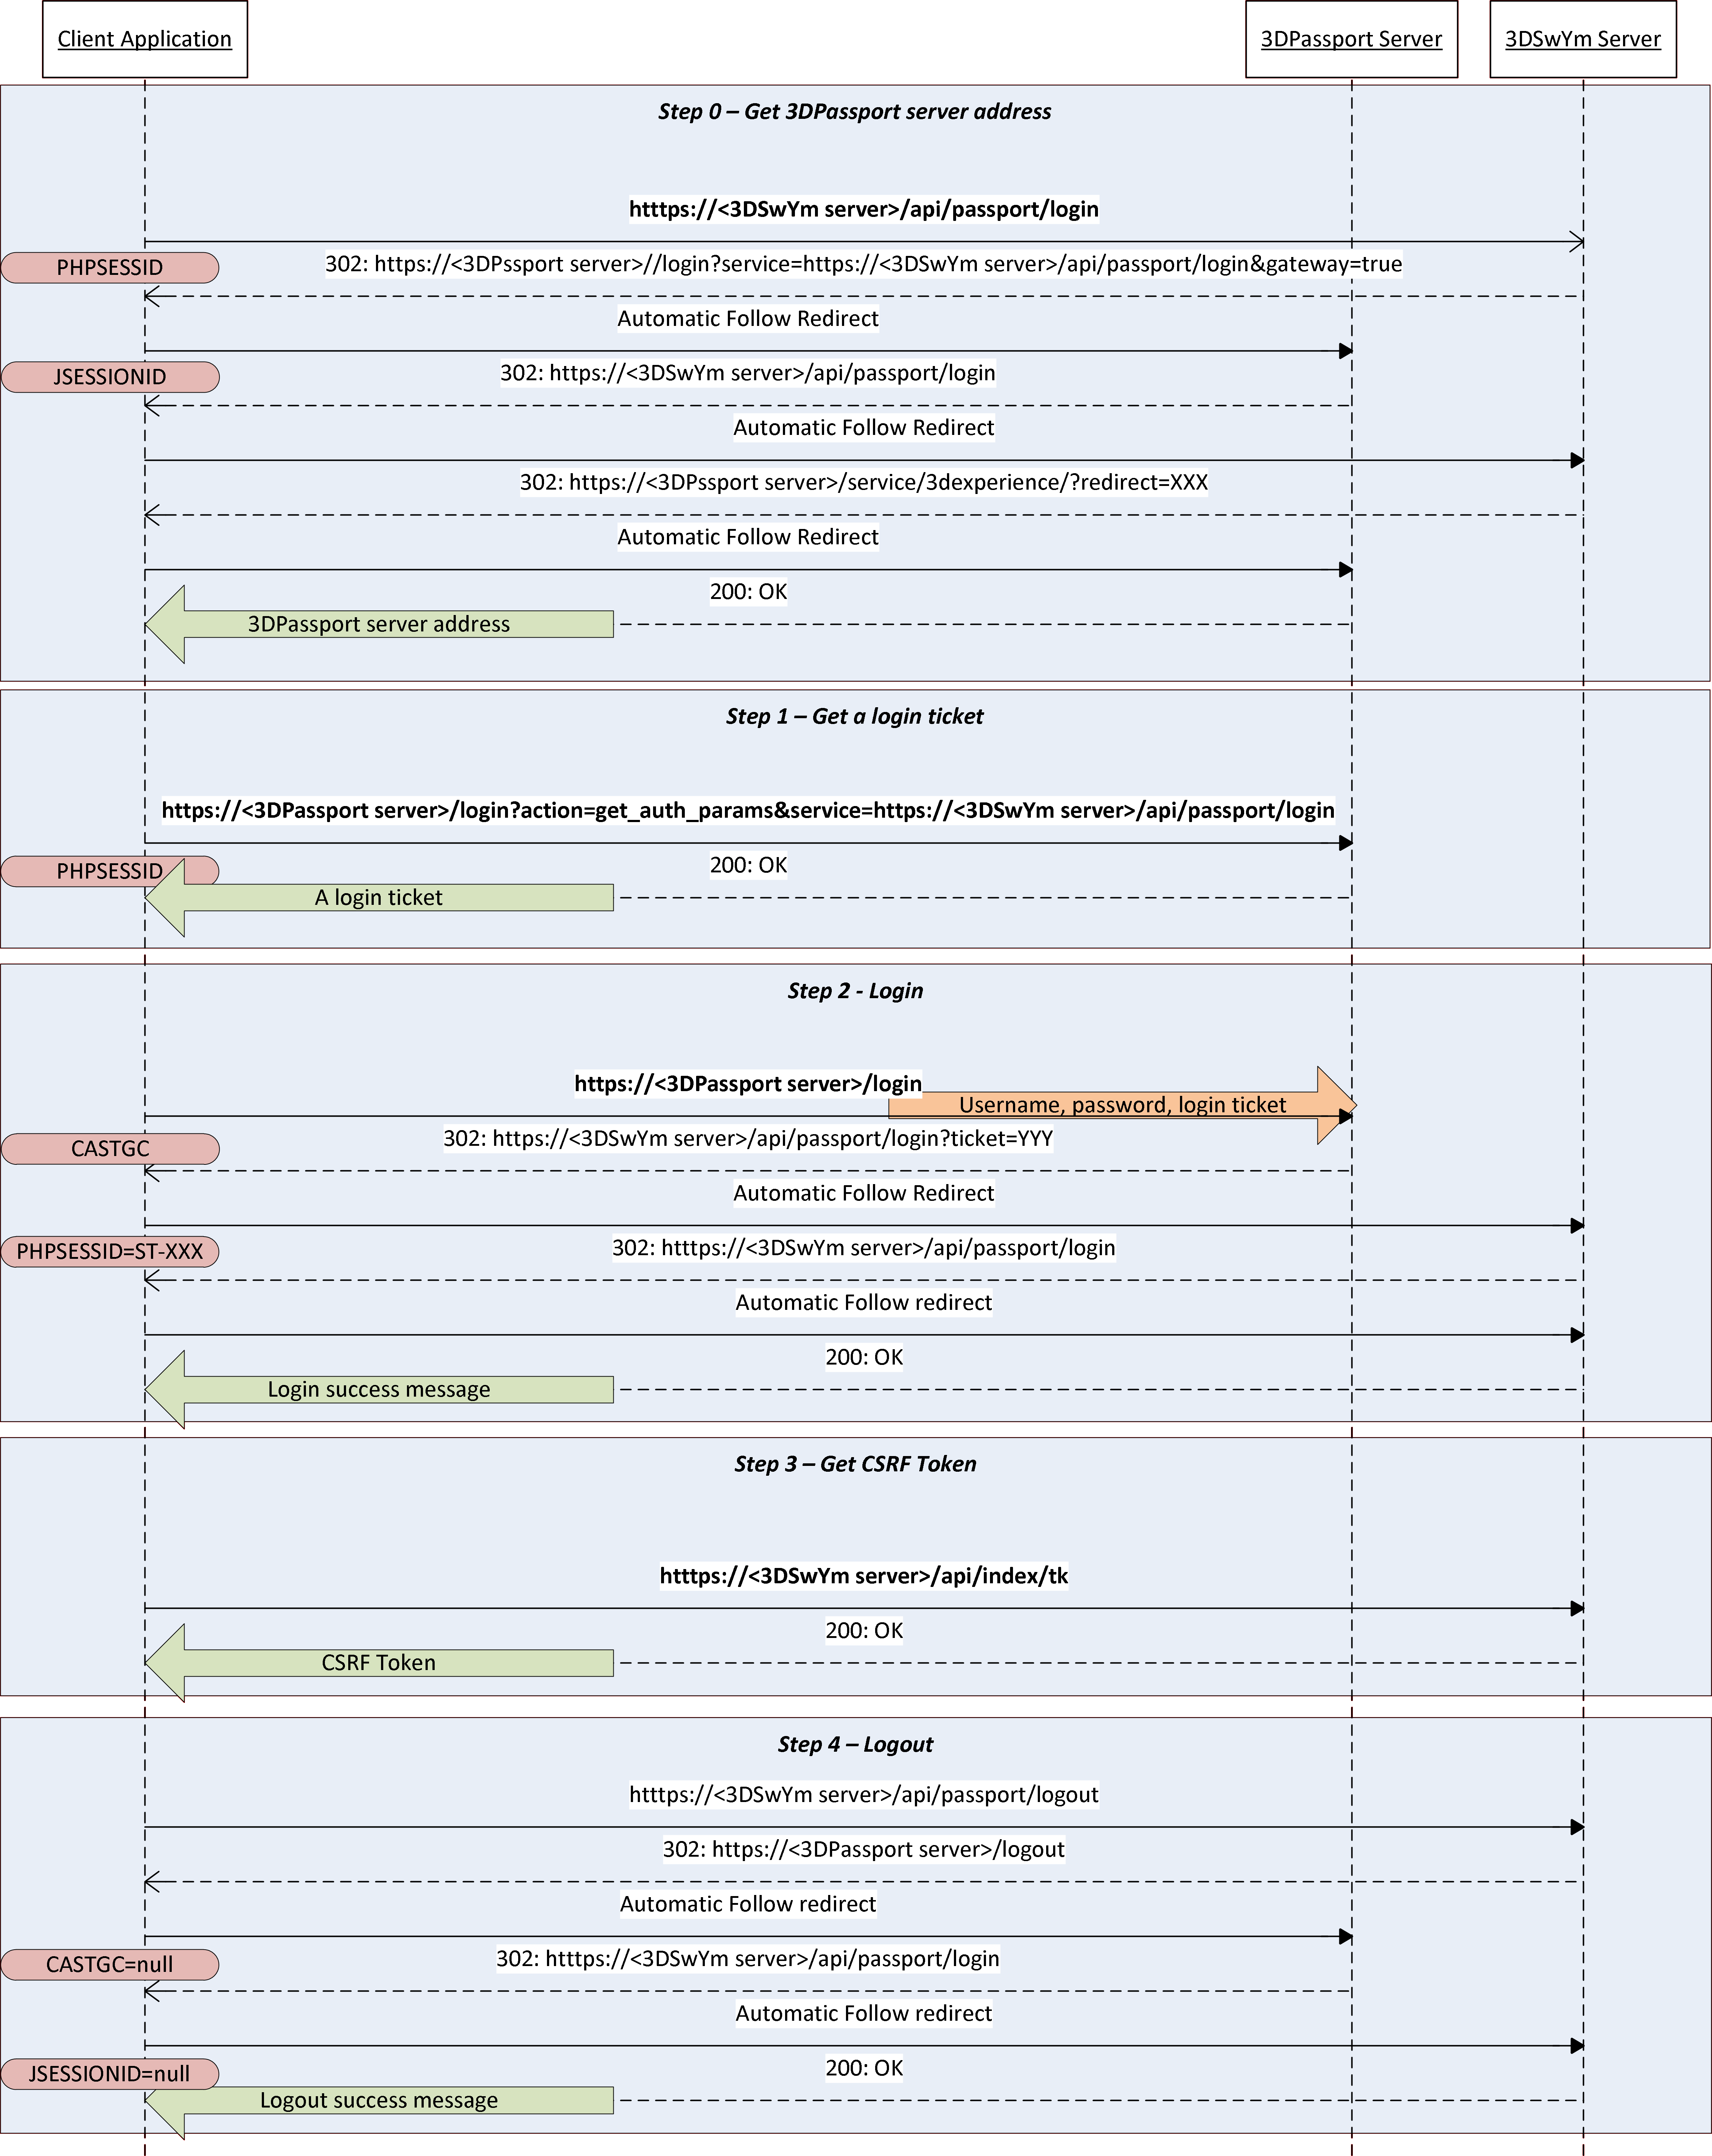 Client Application
3DPassport Server
3DSwYm Server
Step 0 – Get 3DPassport server address
htttps://<3DSwYm server>/api/passport/login
PHPSESSID
302: https://<3DPssport server>//login?service=https://<3DSwYm server>/api/passport/login&gateway=true
Automatic Follow Redirect
JSESSIONID
302: https://<3DSwYm server>/api/passport/login
Automatic Follow Redirect
302: https://<3DPssport server>/service/3dexperience/?redirect=XXX
Automatic Follow Redirect
200: OK
3DPassport server address
Step 1 – Get a login ticket
https://<3DPassport server>/login?action=get_auth_params&service=https://<3DSwYm server>/api/passport/login
PHPSESSID
200: OK
A login ticket
Step 2 - Login
https://<3DPassport server>/login
Username, password, login ticket
CASTGC
302: https://<3DSwYm server>/api/passport/login?ticket=YYY
Automatic Follow Redirect
PHPSESSID=ST-XXX
302: htttps://<3DSwYm server>/api/passport/login
Automatic Follow redirect
200: OK
Login success message
Step 3 – Get CSRF Token
htttps://<3DSwYm server>/api/index/tk
200: OK
CSRF Token
Step 4 – Logout
htttps://<3DSwYm server>/api/passport/logout
302: https://<3DPassport server>/logout
Automatic Follow redirect
CASTGC=null
302: htttps://<3DSwYm server>/api/passport/login
Automatic Follow redirect
JSESSIONID=null
200: OK
Logout success message